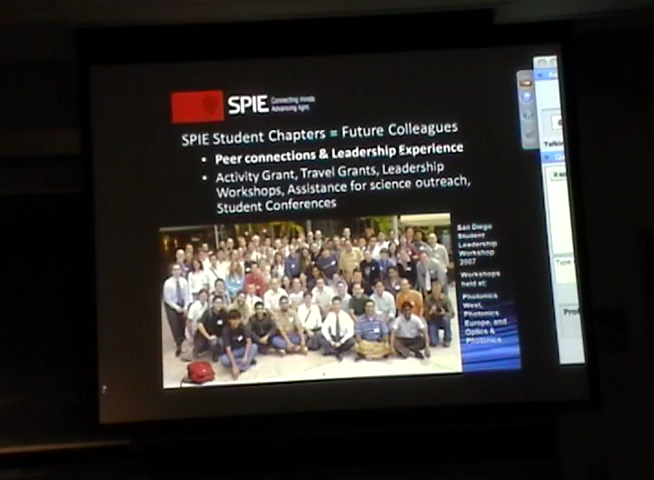 SPIE Connecting minds
Advancing light.
SPIE Student Chapters = Future Colleagues
• Peer connections & Leadership Experience
• Activity Grant, Travel Grants, Leadership
Workshops, Assistance for science outreach,
Student Conferences
San Diego
Student
Leadership
Workshop
2007
Workshops
held at:
Photonics
West,
Photonics
Europe, and
Optics &
Photonics
Type